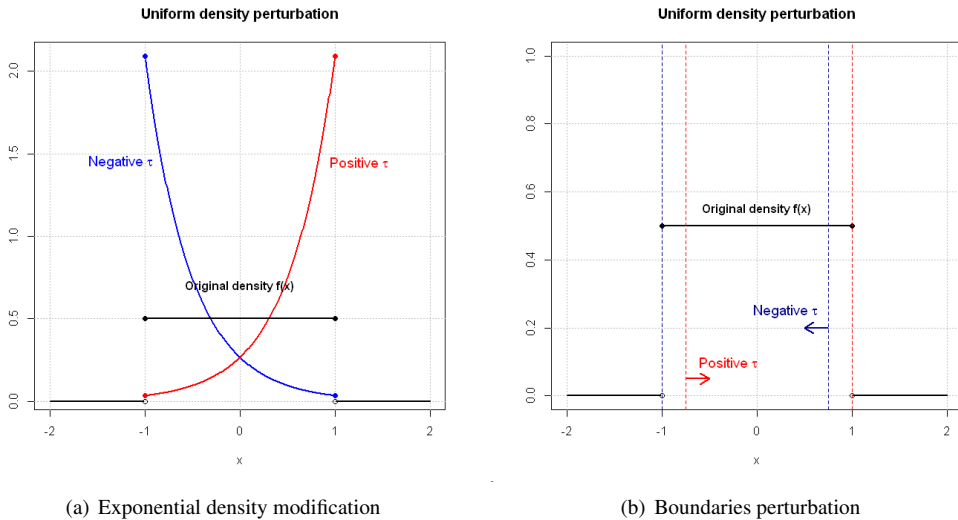 Uniform density perturbation
2.0
1.5
1.0
0.5
0.0
Negative τ
Positive τ
Original density f(x)
-2 -1 0 1 2
x
(a) Exponential density modification
Uniform density perturbation
1.0
0.8
0.6
0.4
0.2
0.0
Original density f(x)
Negative τ
Positive τ
-2 -1 0 1 2
x
(b) Boundaries perturbation